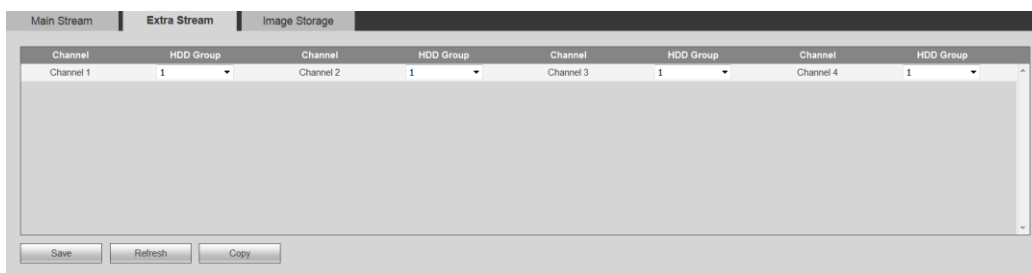 Main Stream Extra Stream Image Storage
Channel HDD Group Channel HDD Group Channel HDD Group Channel HDD Group
Channel 1 1 Channel 2 1 Channel 3 1 Channel 4 1
Save Refresh Copy